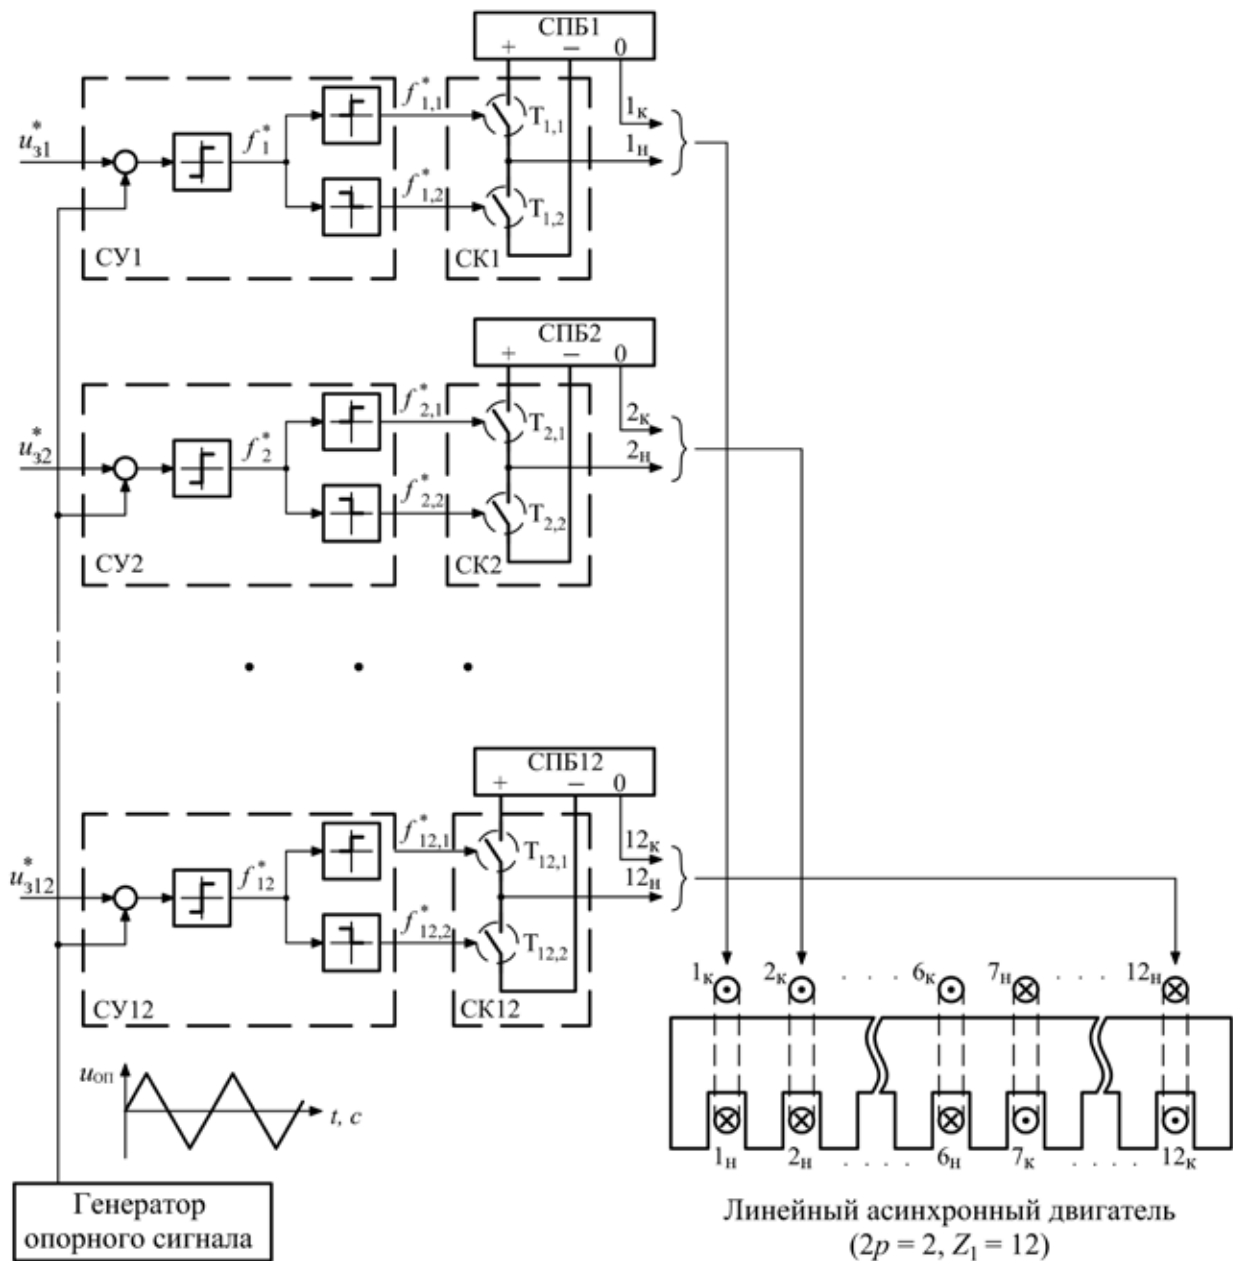 СПБ1
+ − 0
u*з1
f*1
f*1,1
f*1,2
T1,1
T1,2
1к
1н
СУ1
СК1
СПБ2
+ − 0
u*з2
f*2
f*2,1
f*2,2
T2,1
T2,2
2к
2н
СУ2
СК2
СПБ12
+ − 0
u*з12
f*12
f*12,1
f*12,2
T12,1
T12,2
12к
12н
СУ12
СК12
uоп
t, c
Генератор
опорного сигнала
1к 2к . . . . 6к 7н . . . 12н
1н 2н . . . . 6н 7к . . . . 12к
Линейный асинхронный двигатель
(2p = 2, Z1 = 12)